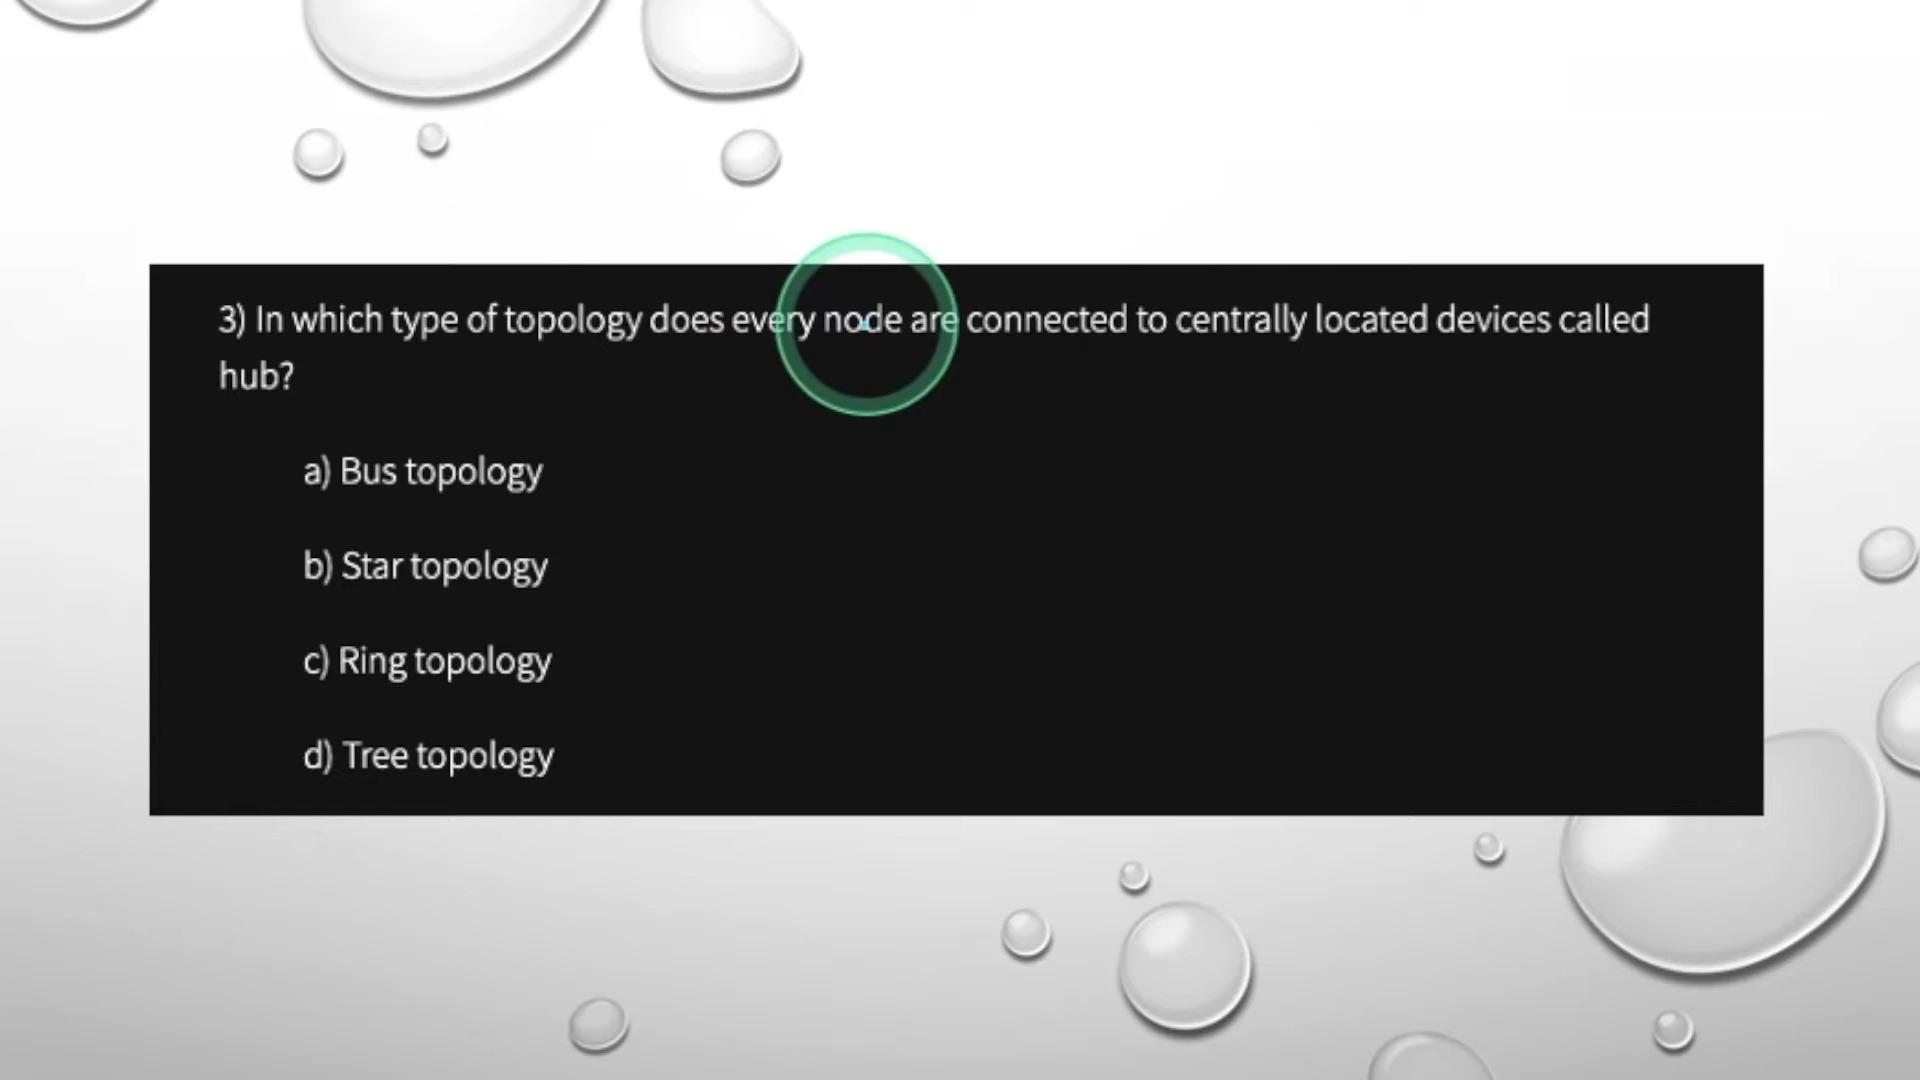 3) In which type of topology does every node are connected to centrally located devices called
hub?
a) Bus topology
b) Star topology
c) Ring topology
d) Tree topology